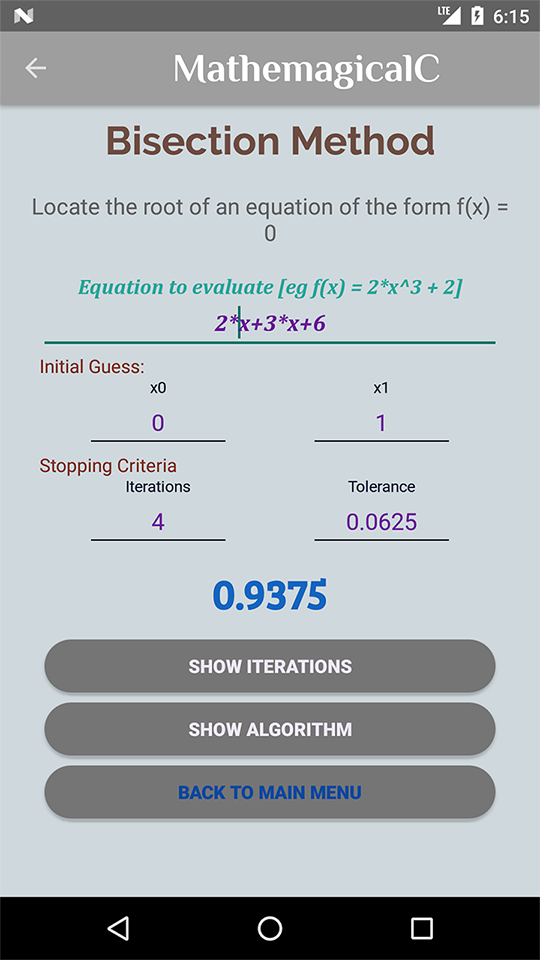 LTE 6:15
MathemagicalC
Bisection Method
Locate the root of an equation of the form f(x) =
0
Equation to evaluate [eg f(x) = 2*x^3 + 2]
2*x+3*x+6
Initial Guess:
x0 x1
0 1
Stopping Criteria
Iterations Tolerance
4 0.0625
0.9375
SHOW ITERATIONS
SHOW ALGORITHM
BACK TO MAIN MENU